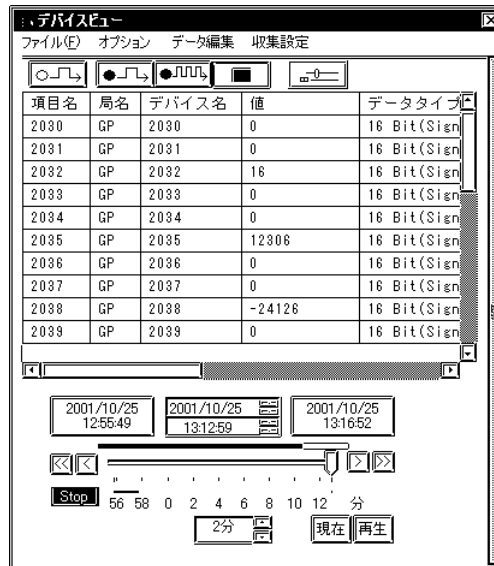 デバイスビュー
ファイル(F) オプション データ編集 収集設定
項目名 局名 デバイス名 値 データタイプ
2030 GP 2030 0 16 Bit(Sign
2031 GP 2031 0 16 Bit(Sign
2032 GP 2032 16 16 Bit(Sign
2033 GP 2033 0 16 Bit(Sign
2034 GP 2034 0 16 Bit(Sign
2035 GP 2035 12306 16 Bit(Sign
2036 GP 2036 0 16 Bit(Sign
2037 GP 2037 0 16 Bit(Sign
2038 GP 2038 -24126 16 Bit(Sign
2039 GP 2039 0 16 Bit(Sign
2001/10/25 2001/10/25 2001/10/25
12:55:49 13:12:59 13:16:52
Stop 56 58 0 2 4 6 8 10 12 分
2分 現在 再生